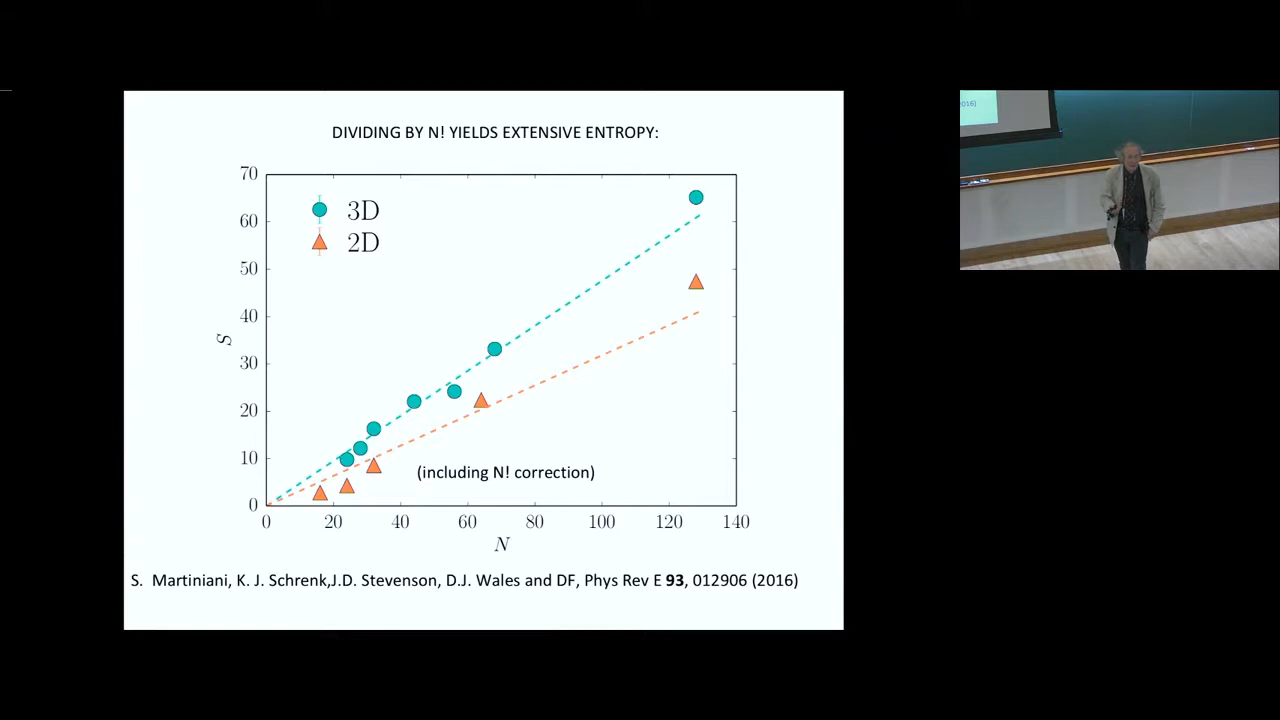 DIVIDING BY N! YIELDS EXTENSIVE ENTROPY:
70
60
50
40
30
20
10
0
S
3D
2D
(including N! correction)
0 20 40 60 80 100 120 140
N
S. Martiniani, K. J. Schrenk,J.D. Stevenson, D.J. Wales and DF, Phys Rev E 93, 012906 (2016)
016)